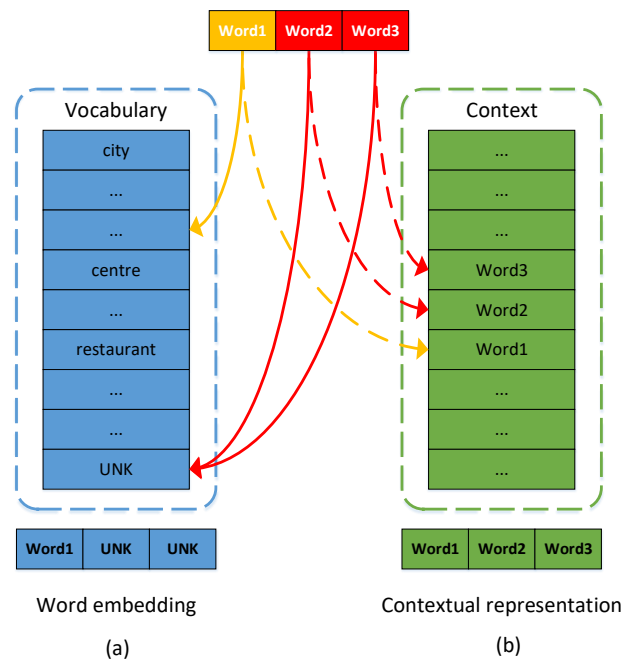 Word1 Word2 Word3
Vocabulary
city
...
...
centre
...
restaurant
...
...
UNK
Word1 UNK UNK
Word embedding
(a)
Context
...
...
...
Word3
Word2
Word1
...
...
...
Word1 Word2 Word3
Contextual representation
(b)